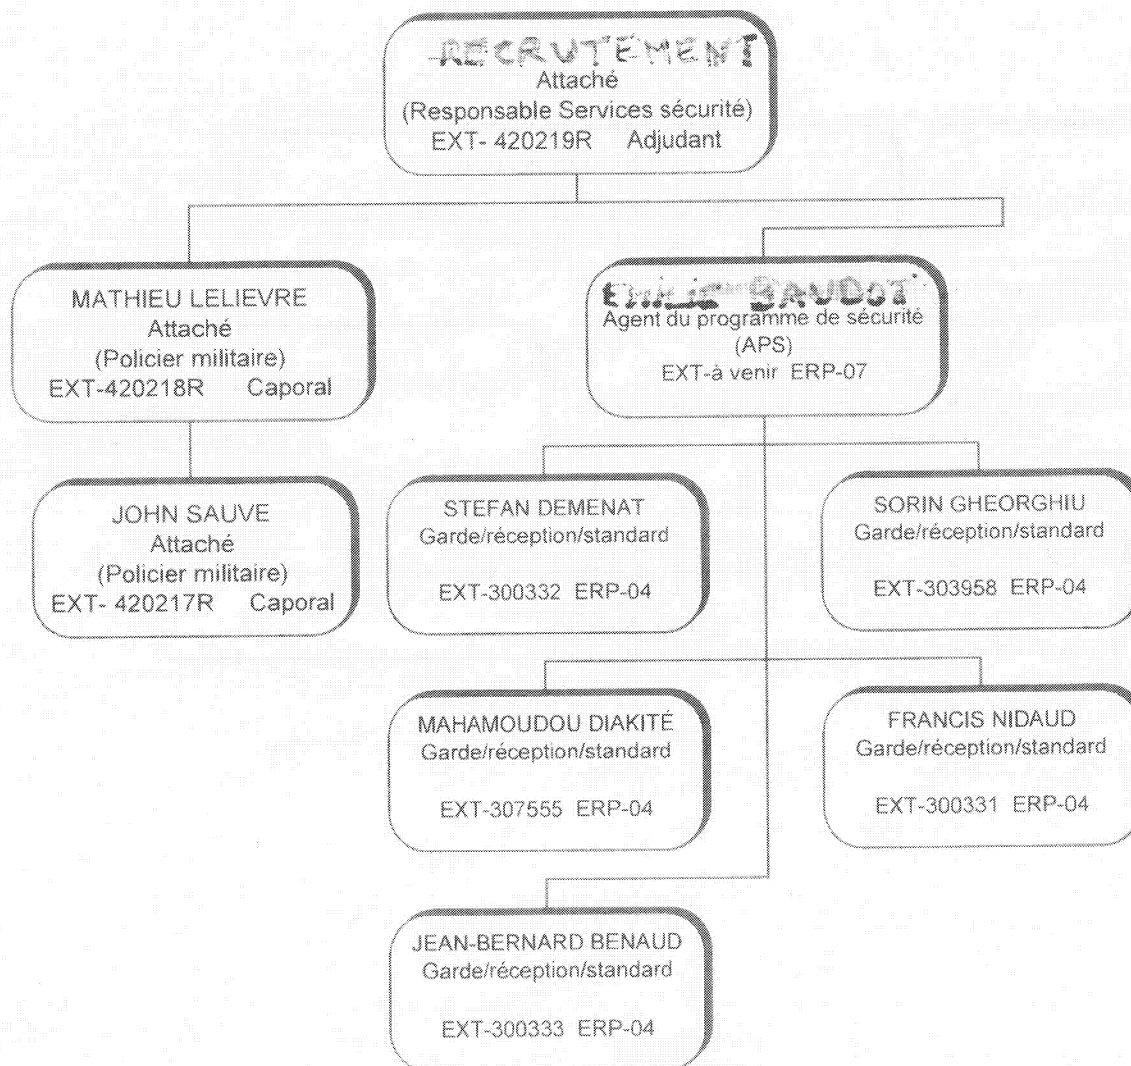 RECRUTEMENT
Attaché
(Responsable Services sécurité)
EXT- 420219R Adjudant
MATHIEU LELIEVRE
Attaché
(Policier militaire)
EXT-420218R Caporal
EMILIE BAUDOT
Agent du programme de sécurité
(APS)
EXT-à venir ERP-07
JOHN SAUVE
Attaché
(Policier militaire)
EXT- 420217R Caporal
STEFAN DEMENAT
Garde/réception/standard
EXT-300332 ERP-04
SORIN GHEORGHIU
Garde/réception/standard
EXT-303958 ERP-04
MAHAMOUDOU DIAKITÉ
Garde/réception/standard
EXT-307555 ERP-04
FRANCIS NIDAUD
Garde/réception/standard
EXT-300331 ERP-04
JEAN-BERNARD BENAUD
Garde/réception/standard
EXT-300333 ERP-04